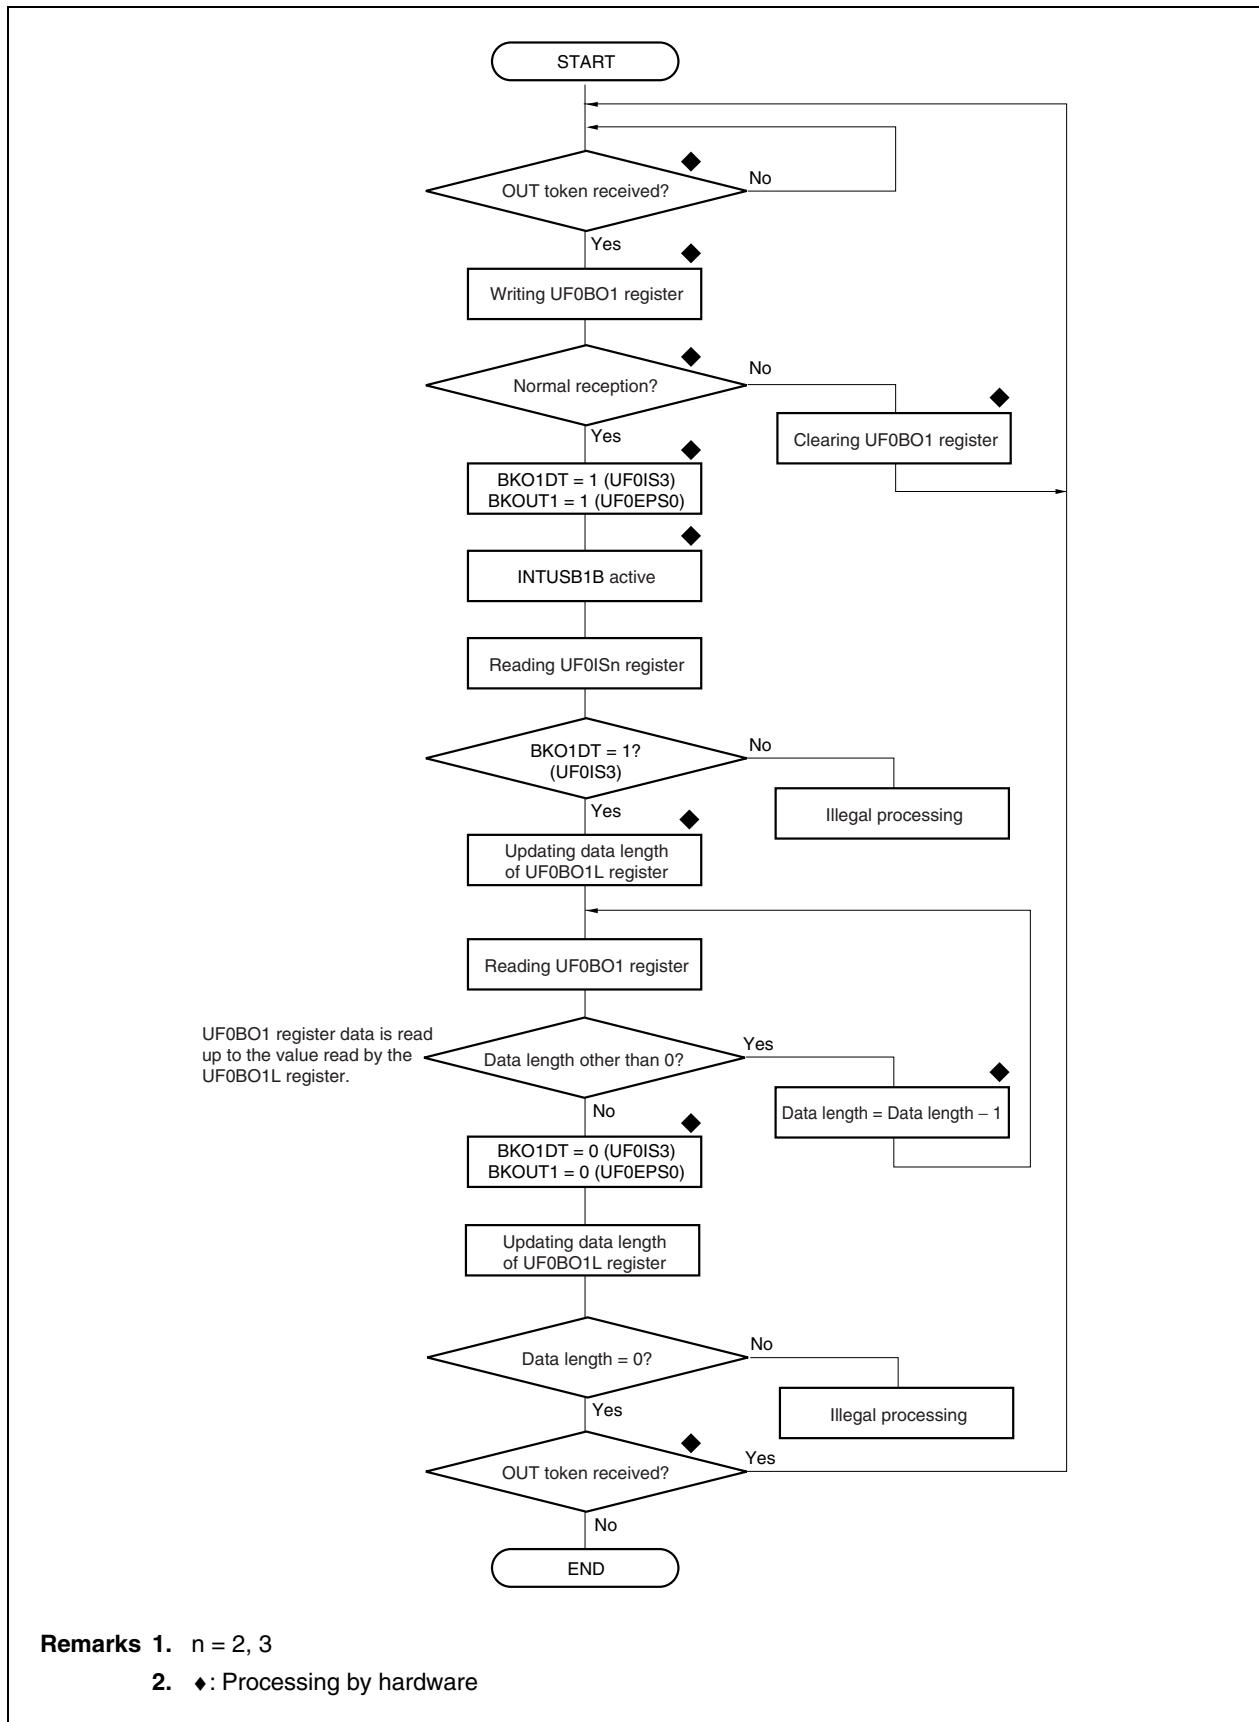 START
OUT token received?
No
Yes
Writing UF0BO1 register
Normal reception?
No
Yes
Clearing UF0BO1 register
BKO1DT = 1 (UF0IS3)
BKOUT1 = 1 (UF0EPS0)
INTUSB1B active
Reading UF0ISn register
BKO1DT = 1?
(UF0IS3)
No
Yes
Illegal processing
Updating data length
of UF0BO1L register
Reading UF0BO1 register
UF0BO1 register data is read
up to the value read by the
UF0BO1L register.
Data length other than 0?
Yes
No
Data length = Data length – 1
BKO1DT = 0 (UF0IS3)
BKOUT1 = 0 (UF0EPS0)
Updating data length
of UF0BO1L register
Data length = 0?
No
Yes
Illegal processing
OUT token received?
Yes
No
END
Remarks 1. n = 2, 3
2. ♦: Processing by hardware